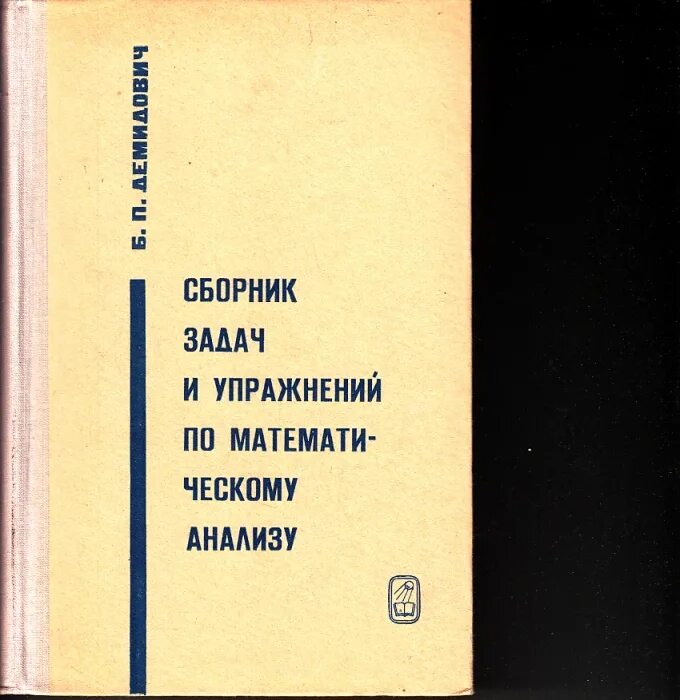 Б. П. ДЕМИДОВИЧ
СБОРНИК
ЗАДАЧ
И УПРАЖНЕНИЙ
ПО МАТЕМАТИ-
ЧЕСКОМУ
АНАЛИЗУ